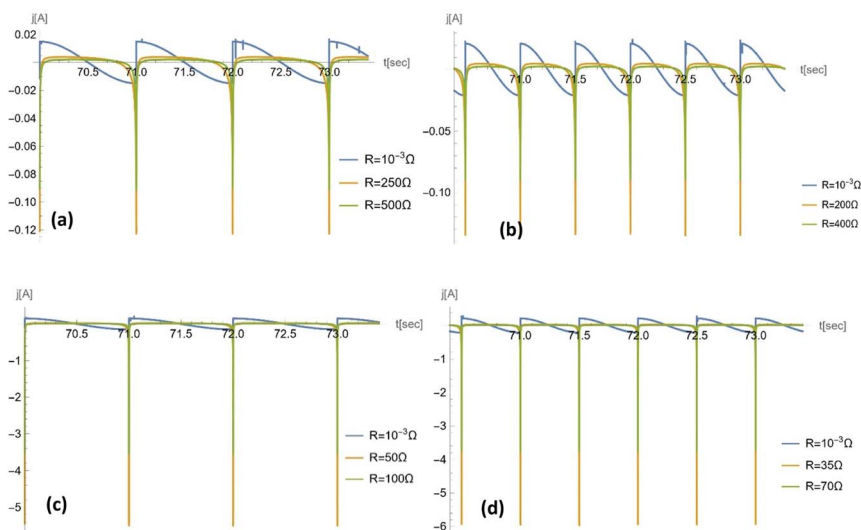 j[A]
0.02
70.5 71.0 71.5 72.0 72.5 73.0
t[sec]
-0.02
-0.04
-0.06
-0.08
-0.10
-0.12
R=10⁻³Ω
R=250Ω
R=500Ω
(a)
j[A]
71.0 71.5 72.0 72.5 73.0
t[sec]
-0.05
-0.10
R=10⁻³Ω
R=200Ω
R=400Ω
(b)
j[A]
70.5 71.0 71.5 72.0 72.5 73.0
t[sec]
-1
-2
-3
-4
-5
R=10⁻³Ω
R=50Ω
R=100Ω
(c)
j[A]
71.0 71.5 72.0 72.5 73.0
t[sec]
-1
-2
-3
-4
-5
-6
R=10⁻³Ω
R=35Ω
R=70Ω
(d)